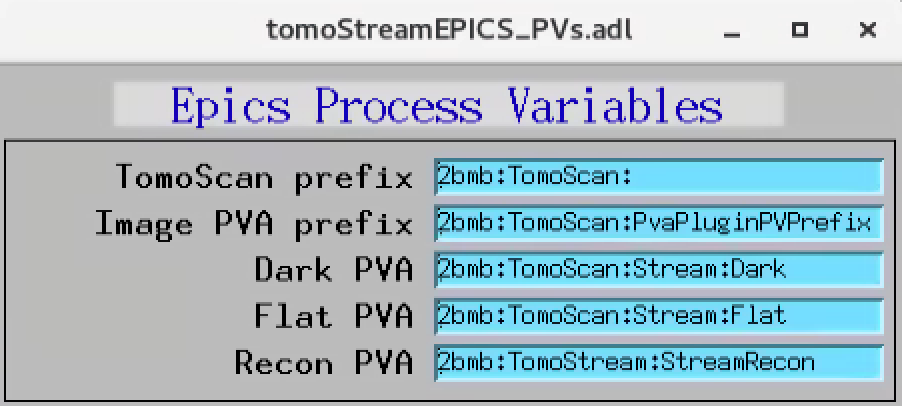 tomoStreamEPICS_PVs.adl
Epics Process Variables
TomoScan prefix 2bmb:TomoScan:
Image PVA prefix 2bmb:TomoScan:PvaPluginPVPrefix
Dark PVA 2bmb:TomoScan:Stream:Dark
Flat PVA 2bmb:TomoScan:Stream:Flat
Recon PVA 2bmb:TomoStream:StreamRecon